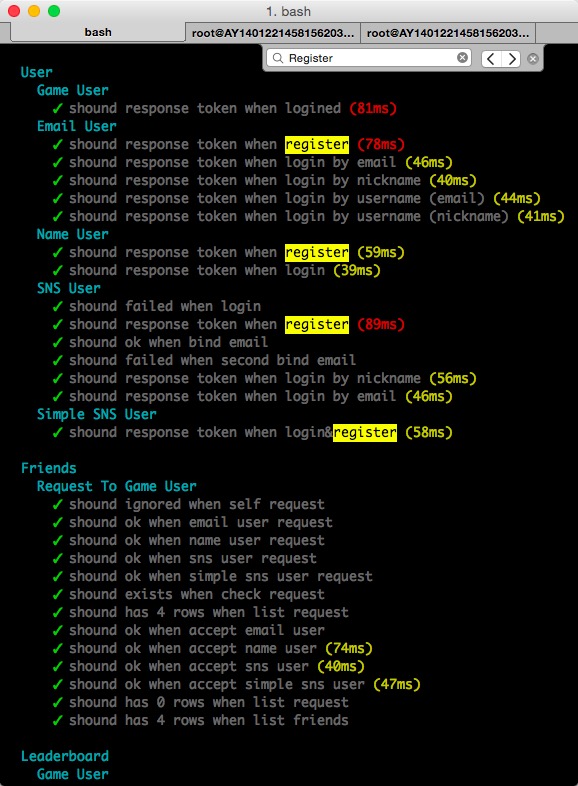 1. bash
bash
root@AY1401221458156203...
root@AY1401221458156203...
Register
User
Game User
✓ shound response token when logined (81ms)
Email User
✓ shound response token when register (78ms)
✓ shound response token when login by email (46ms)
✓ shound response token when login by nickname (40ms)
✓ shound response token when login by username (email) (44ms)
✓ shound response token when login by username (nickname) (41ms)
Name User
✓ shound response token when register (59ms)
✓ shound response token when login (39ms)
SNS User
✓ shound failed when login
✓ shound response token when register (89ms)
✓ shound ok when bind email
✓ shound failed when second bind email
✓ shound response token when login by nickname (56ms)
✓ shound response token when login by email (46ms)
Simple SNS User
✓ shound response token when login&register (58ms)
Friends
Request To Game User
✓ shound ignored when self request
✓ shound ok when email user request
✓ shound ok when name user request
✓ shound ok when sns user request
✓ shound ok when simple sns user request
✓ shound exists when check request
✓ shound has 4 rows when list request
✓ shound ok when accept email user
✓ shound ok when accept name user (74ms)
✓ shound ok when accept sns user (40ms)
✓ shound ok when accept simple sns user (47ms)
✓ shound has 0 rows when list request
✓ shound has 4 rows when list friends
Leaderboard
Game User